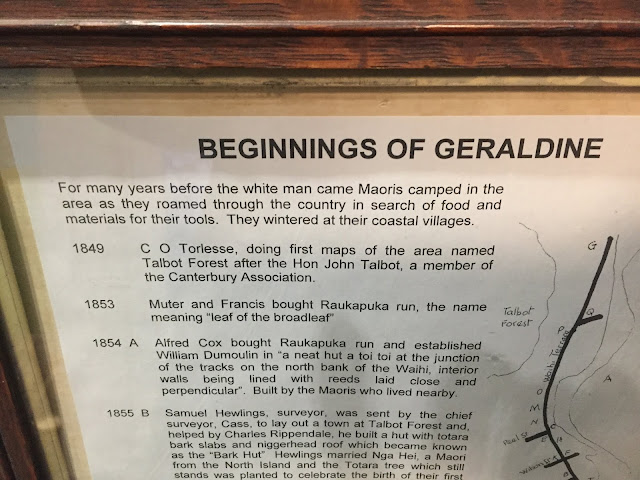 BEGINNINGS OF GERALDINE
For many years before the white man came Maoris camped in the
area as they roamed through the country in search of food and
materials for their tools. They wintered at their coastal villages.
1849 C O Torlesse, doing first maps of the area named
Talbot Forest after the Hon John Talbot, a member of
the Canterbury Association.
1853 Muter and Francis bought Raukapuka run, the name
meaning "leaf of the broadleaf"
1854 A Alfred Cox bought Raukapuka run and established
William Dumoulin in "a neat hut a toi toi at the junction
of the tracks on the north bank of the Waihi, interior
walls being lined with reeds laid close and
perpendicular". Built by the Maoris who lived nearby.
1855 B Samuel Hewlings, surveyor, was sent by the chief
surveyor, Cass, to lay out a town at Talbot Forest and,
helped by Charles Rippendale, he built a hut with totara
bark slabs and niggerhead roof which became known
as the "Bark Hut" Hewlings married Nga Hei, a Maori
from the North Island and the Totara tree which still
stands was planted to celebrate the birth of their first
G
Talbot
Forest
Q
P
Waihi Terrace
A
O
M
N